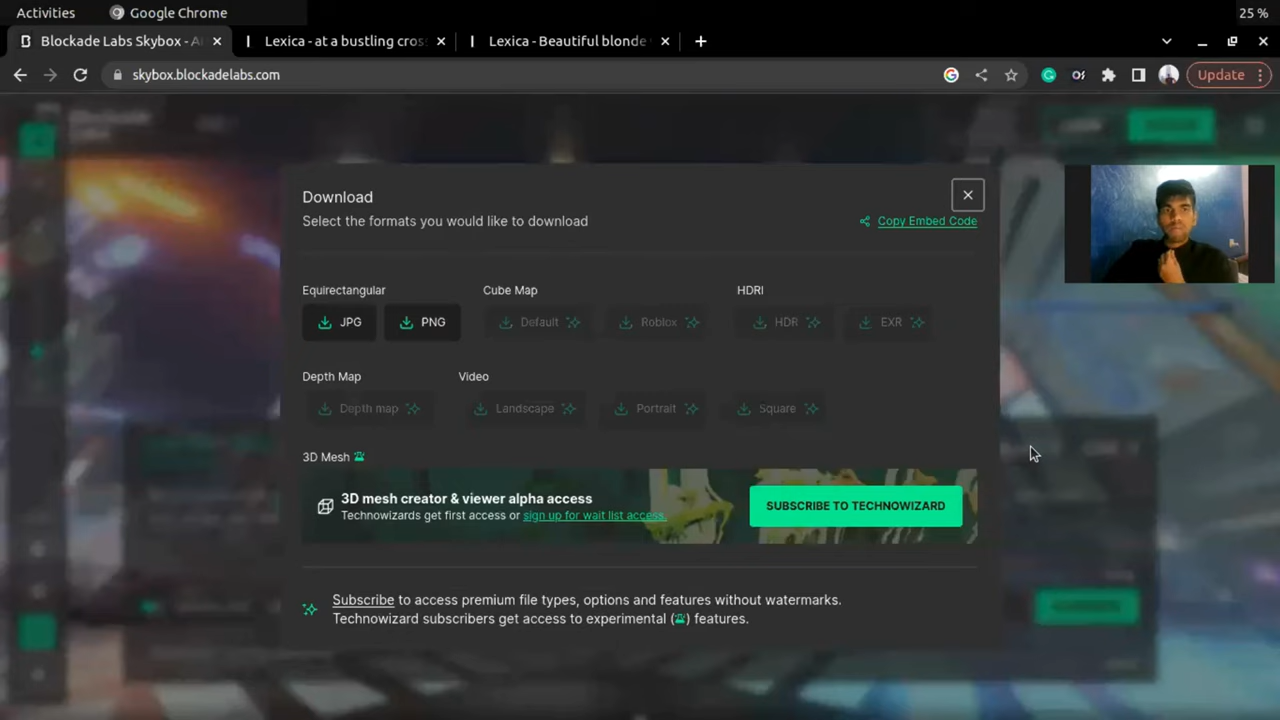 Activities
Google Chrome
25 %
Blockade Labs Skybox - A
Lexica - at a bustling cros
Lexica - Beautiful blonde
skybox.blockadelabs.com
Update
Download
Select the formats you would like to download
Copy Embed Code
Equirectangular
Cube Map
HDRI
JPG
PNG
Default
Roblox
HDR
EXR
Depth Map
Video
Depth map
Landscape
Portrait
Square
3D Mesh
3D mesh creator & viewer alpha access
Technowizards get first access or sign up for wait list access.
SUBSCRIBE TO TECHNOWIZARD
Subscribe to access premium file types, options and features without watermarks.
Technowizard subscribers get access to experimental ( ) features.